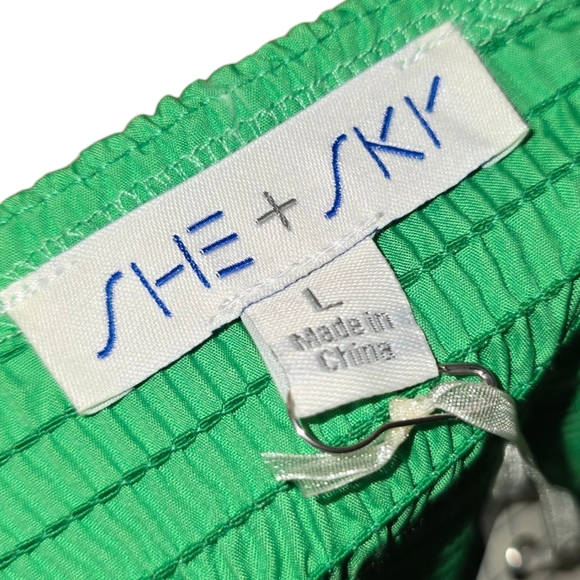 SHE + SKY
L
Made in
China